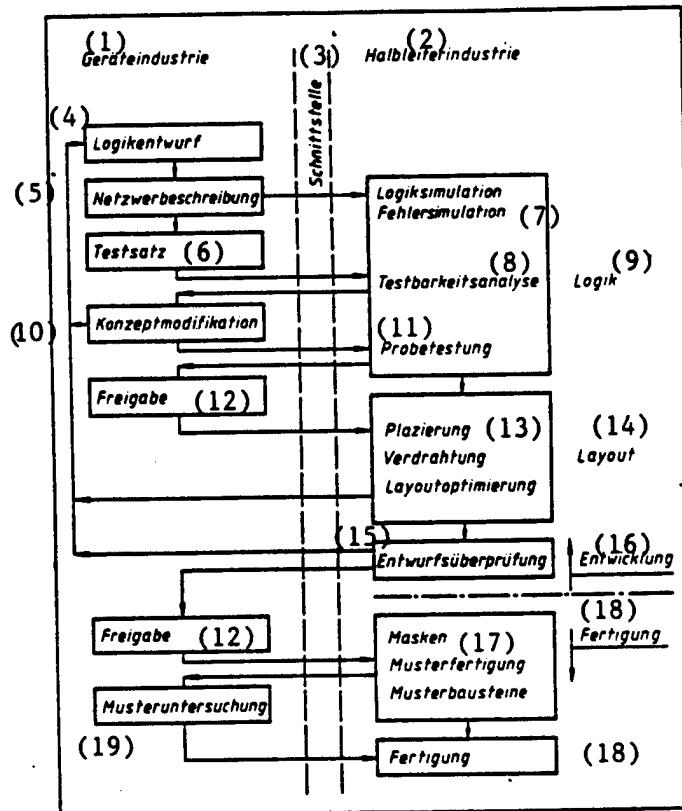 (1) (2)
(3)
Geräteindustrie Halbleiterindustrie
Schnittstelle
(4)
Logikentwurf
(5) Netzwerbeschreibung Logiksimulation
Fehlersimulation (7)
Testsatz (6)
(8) (9)
Testbarkeitsanalyse Logik
(10) Konzeptmodifikation (11)
Probetestung
Freigabe (12)
Plazierung (13) (14)
Verdrahtung Layout
Layoutoptimierung
(15) (16)
Entwurfsüberprüfung Entwicklung
(18)
Freigabe (12) Masken (17) Fertigung
Musterfertigung
Musterbausteine
Musteruntersuchung
(19) Fertigung (18)